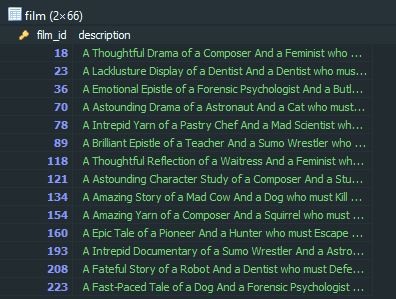 film (2×66)
film_id description
18 A Thoughtful Drama of a Composer And a Feminist who ...
23 A Lacklusture Display of a Dentist And a Dentist who mus...
36 A Emotional Epistle of a Forensic Psychologist And a Butl...
70 A Astounding Drama of a Astronaut And a Cat who must...
78 A Intrepid Yarn of a Pastry Chef And a Mad Scientist wh...
89 A Brilliant Epistle of a Teacher And a Sumo Wrestler who ...
118 A Thoughtful Reflection of a Waitress And a Feminist wh...
121 A Astounding Character Study of a Composer And a Stu...
134 A Amazing Story of a Mad Cow And a Dog who must Kill ...
154 A Amazing Yarn of a Composer And a Squirrel who must ...
160 A Epic Tale of a Pioneer And a Hunter who must Escape ...
193 A Intrepid Documentary of a Sumo Wrestler And a Astro...
208 A Fateful Story of a Robot And a Dentist who must Defe...
223 A Fast-Paced Tale of a Dog And a Forensic Psychologist ...